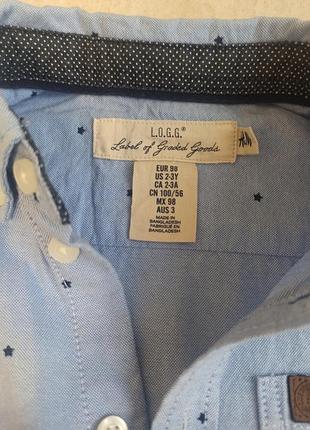 L.O.G.G.®
Label of Graded Goods
H&M
EUR 98
US 2-3Y
CA 2-3A
CN 100/56
MX 98
AUS 3
MADE IN
BANGLADESH
FABRIQUÉ EN
BANGLADESH